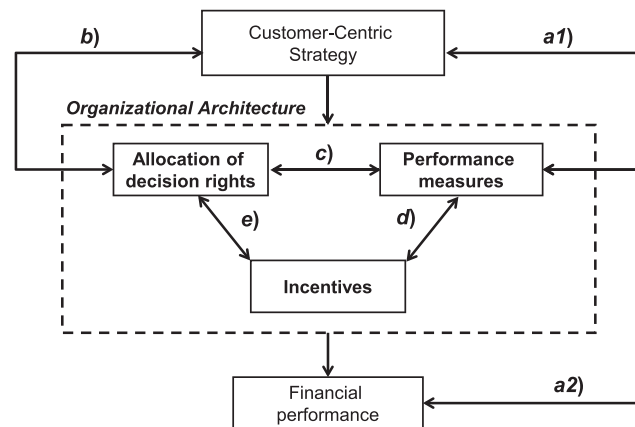 b)
Customer-Centric
Strategy
a1)
Organizational Architecture
Allocation of
decision rights
c)
Performance
measures
e)
d)
Incentives
Financial
performance
a2)